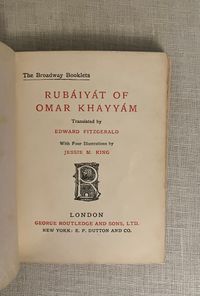 The Broadway Booklets
RUBÁIYÁT OF
OMAR KHAYYÁM
Translated by
EDWARD FITZGERALD
With Four Illustrations by
JESSIE M. KING
R
LONDON
GEORGE ROUTLEDGE AND SONS, LTD.
NEW YORK: E. P. DUTTON AND CO.